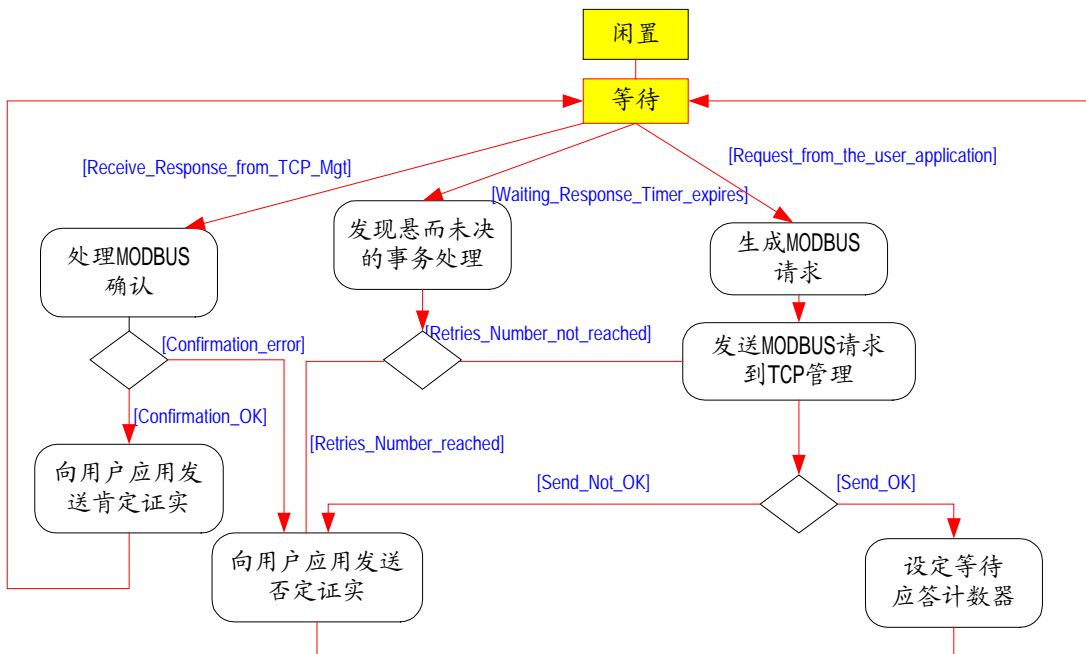 闲置
等待
[Receive_Response_from_TCP_Mgt]
[Request_from_the_user_application]
[Waiting_Response_Timer_expires]
处理MODBUS
确认
发现悬而未决
的事务处理
生成MODBUS
请求
[Confirmation_error]
[Retries_Number_not_reached]
发送MODBUS请求
到TCP管理
[Confirmation_OK]
[Retries_Number_reached]
向用户应用发
送肯定证实
[Send_Not_OK]
[Send_OK]
向用户应用发送
否定证实
设定等待
应答计数器